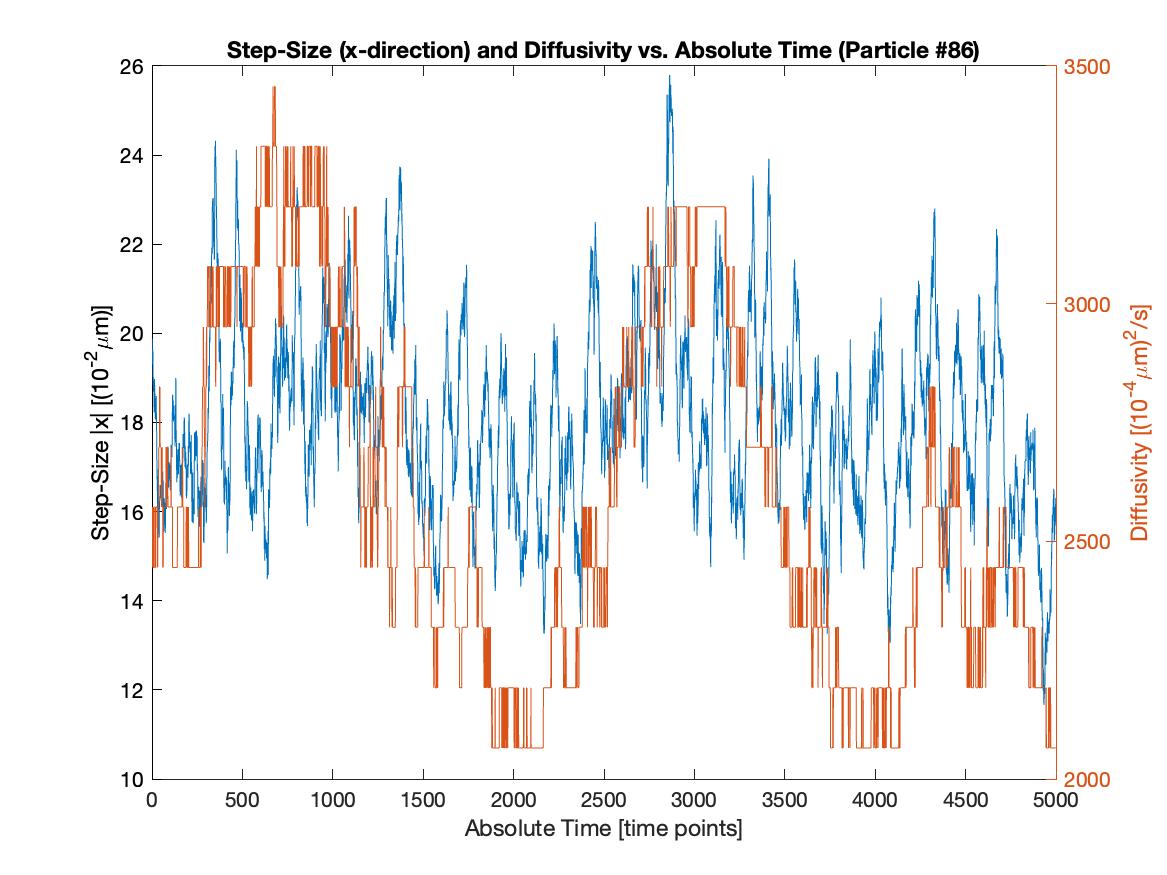 Step-Size (x-direction) and Diffusivity vs. Absolute Time (Particle #86)
26
24
22
20
18
16
14
12
10
Step-Size |x| [(10⁻² μm)]
3500
3000
2500
2000
Diffusivity [(10⁻⁴ μm)²/s]
0 500 1000 1500 2000 2500 3000 3500 4000 4500 5000
Absolute Time [time points]